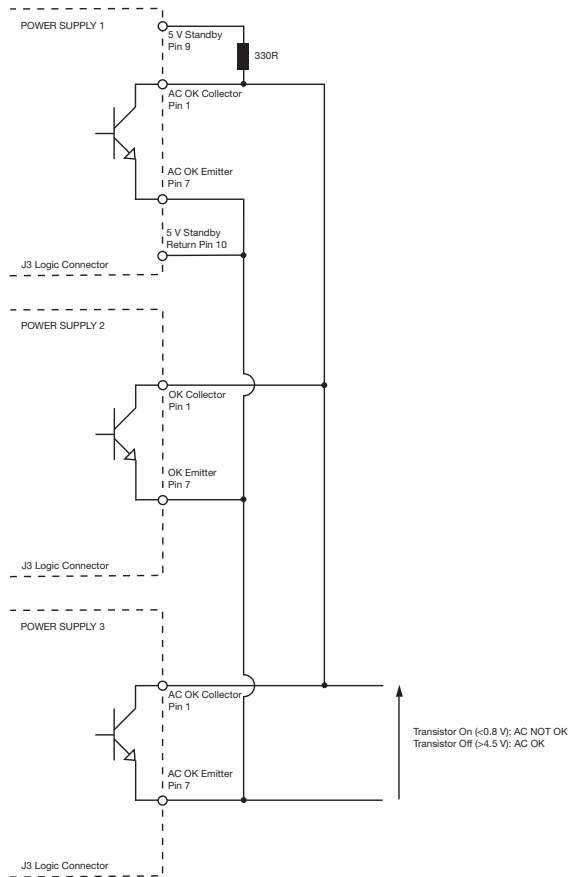 POWER SUPPLY 1
5 V Standby
Pin 9
330R
AC OK Collector
Pin 1
AC OK Emitter
Pin 7
5 V Standby
Return Pin 10
J3 Logic Connector
POWER SUPPLY 2
OK Collector
Pin 1
OK Emitter
Pin 7
J3 Logic Connector
POWER SUPPLY 3
AC OK Collector
Pin 1
Transistor On (<0.8 V): AC NOT OK
Transistor Off (>4.5 V): AC OK
AC OK Emitter
Pin 7
J3 Logic Connector